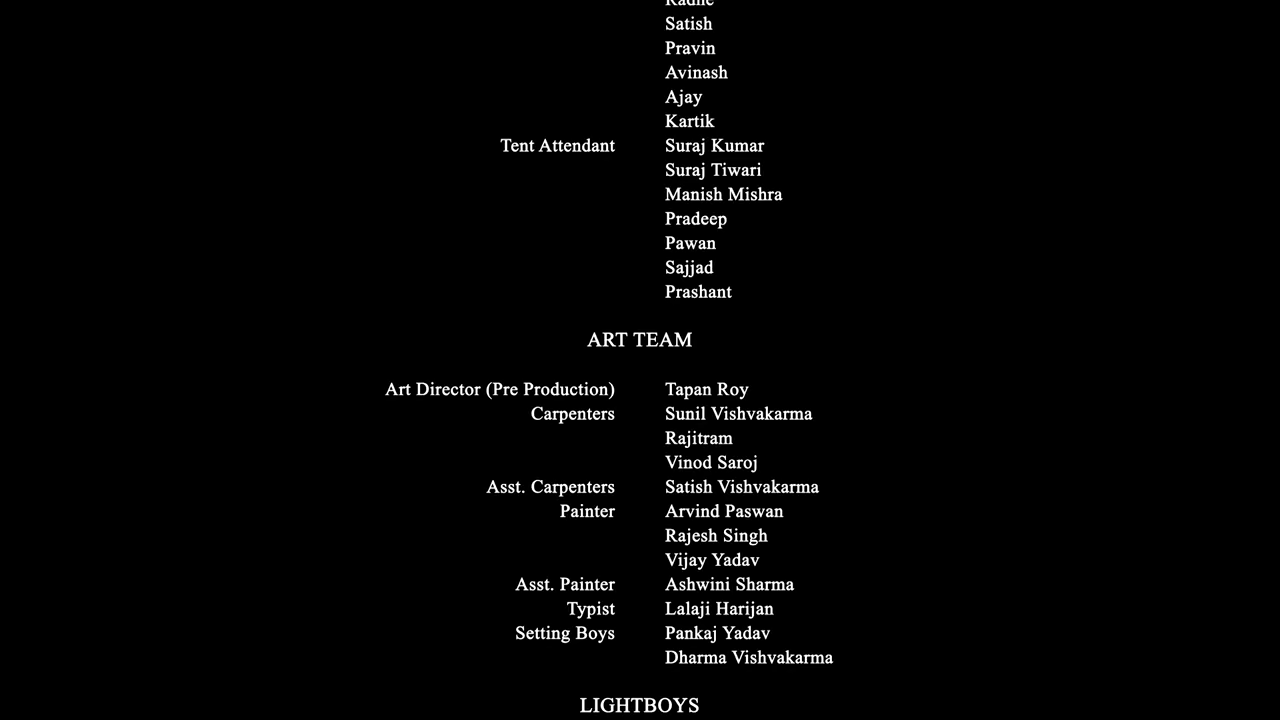 Radhe
Satish
Pravin
Avinash
Ajay
Kartik
Tent Attendant Suraj Kumar
Suraj Tiwari
Manish Mishra
Pradeep
Pawan
Sajjad
Prashant
ART TEAM
Art Director (Pre Production) Tapan Roy
Carpenters Sunil Vishvakarma
Rajitram
Vinod Saroj
Asst. Carpenters Satish Vishvakarma
Painter Arvind Paswan
Rajesh Singh
Vijay Yadav
Asst. Painter Ashwini Sharma
Typist Lalaji Harijan
Setting Boys Pankaj Yadav
Dharma Vishvakarma
LIGHTBOYS